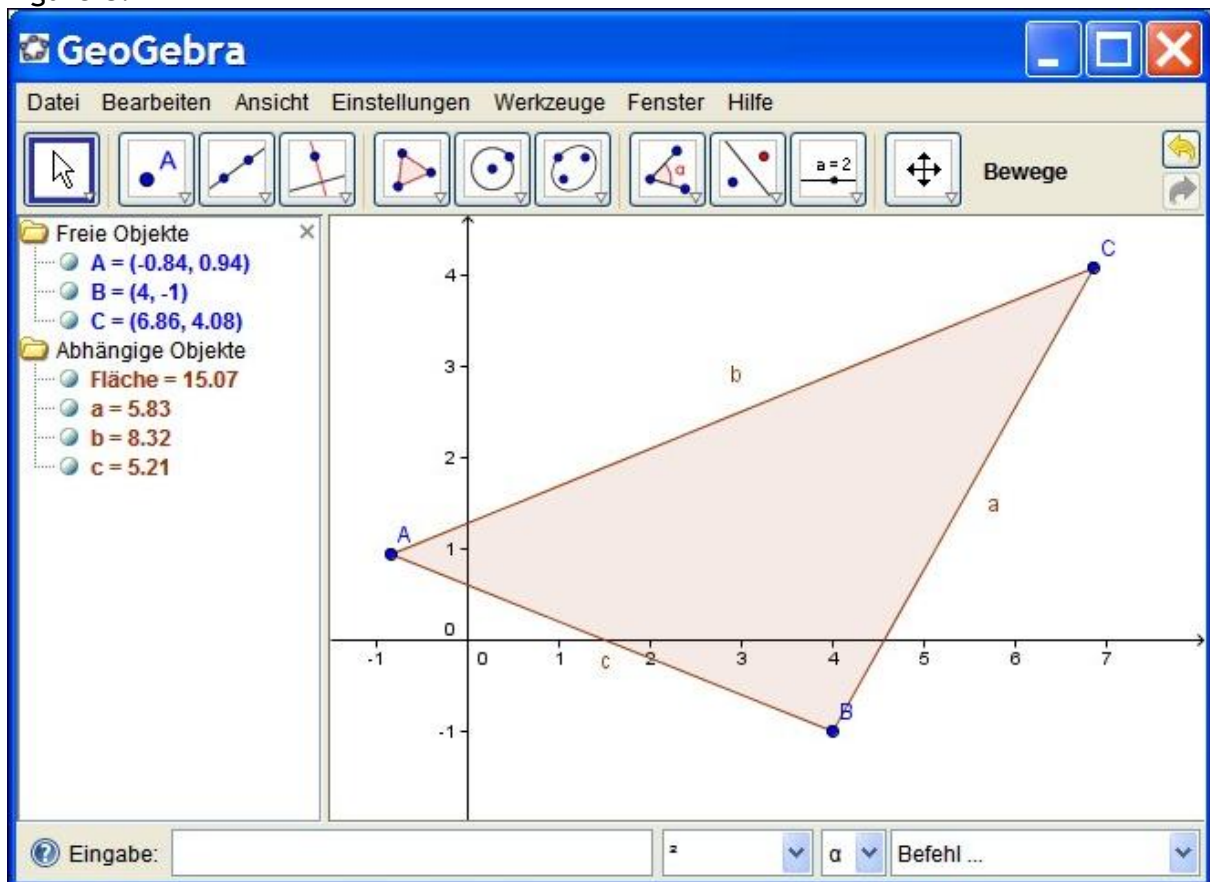 GeoGebra
Datei Bearbeiten Ansicht Einstellungen Werkzeuge Fenster Hilfe
A α a = 2 Bewege
Freie Objekte
A = (-0.84, 0.94)
B = (4, -1)
C = (6.86, 4.08)
Abhängige Objekte
Fläche = 15.07
a = 5.83
b = 8.32
c = 5.21
C
4
3
b
2
a
A
1
0
-1 0 1 2 3 4 5 6 7
c
B
-1
Eingabe: ² α Befehl ...